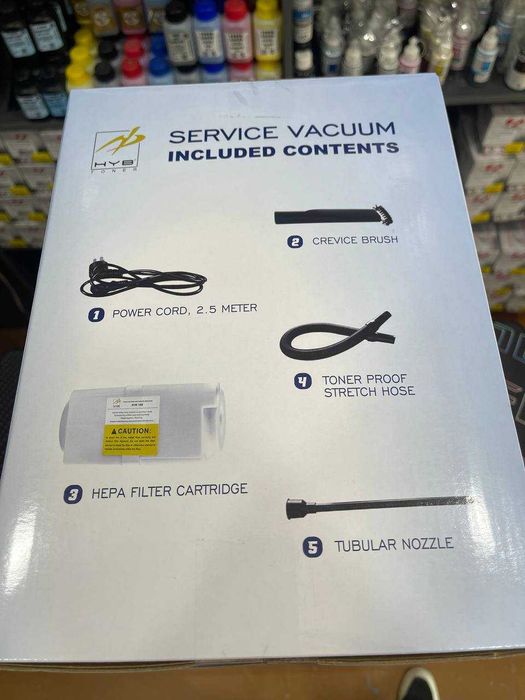 HYB
TONER
SERVICE VACUUM
INCLUDED CONTENTS
2 CREVICE BRUSH
1 POWER CORD, 2.5 METER
4 TONER PROOF
STRETCH HOSE
CAUTION:
3 HEPA FILTER CARTRIDGE
5 TUBULAR NOZZLE